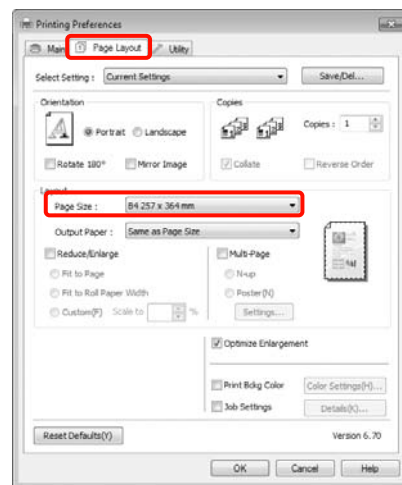 Printing Preferences
Main Page Layout Utility
Select Setting : Current Settings Save/Del...
Orientation
Portrait Landscape
Rotate 180° Mirror Image
Copies
Copies : 1
Collate Reverse Order
Layout
Page Size : B4 257 x 364 mm
Output Paper : Same as Page Size
Reduce/Enlarge
Fit to Page
Fit to Roll Paper Width
Custom(F) Scale to %
Multi-Page
N-up
Poster(N)
Settings...
Optimize Enlargement
Print Bckg Color Color Settings(H)...
Job Settings Details(K)...
Reset Defaults(Y) Version 6.70
OK Cancel Help